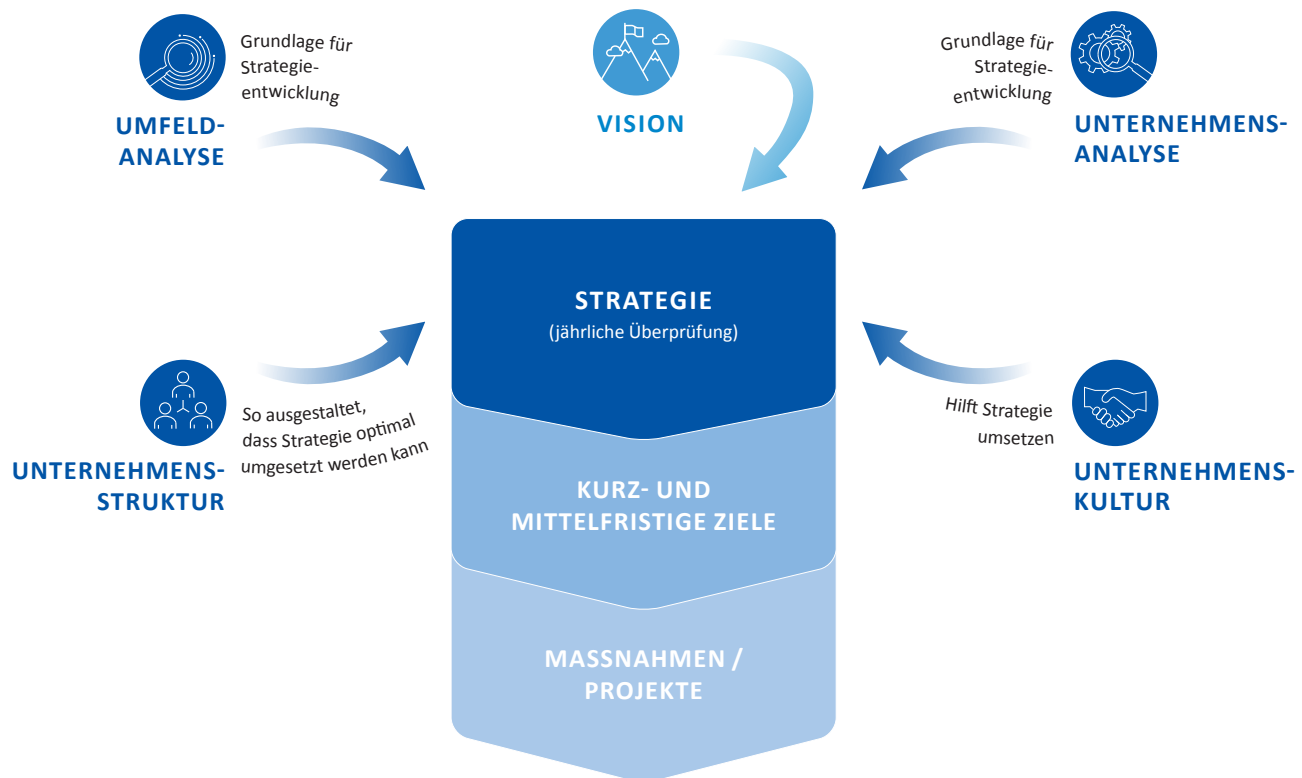 Grundlage für
Strategie-
entwicklung
UMFELD-
ANALYSE
VISION
Grundlage für
Strategie-
entwicklung
UNTERNEHMENS-
ANALYSE
STRATEGIE
(jährliche Überprüfung)
So ausgestaltet,
dass Strategie optimal
umgesetzt werden kann
UNTERNEHMENS-
STRUKTUR
Hilft Strategie
umsetzen
UNTERNEHMENS-
KULTUR
KURZ- UND
MITTELFRISTIGE ZIELE
MASSNAHMEN /
PROJEKTE